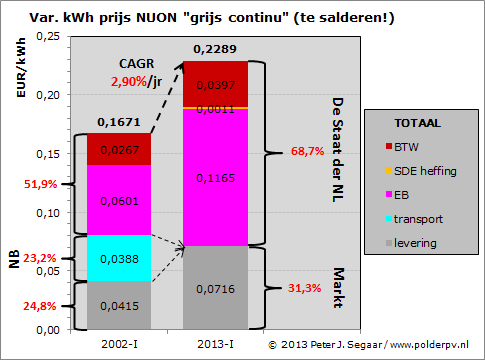 Var. kWh prijs NUON "grijs continu" (te salderen!)
EUR/kWh
0,25
0,20
0,15
0,10
0,05
0,00
0,2289
CAGR
2,90%/jr
0,1671
0,0397
0,0011
0,0267
0,1165
0,0601
0,0388
0,0716
0,0415
51,9%
23,2%
24,8%
NB
68,7%
31,3%
De Staat der NL
Markt
TOTAAL
BTW
SDE heffing
EB
transport
levering
2002-I
2013-I
© 2013 Peter J. Segaar / www.polderpv.nl